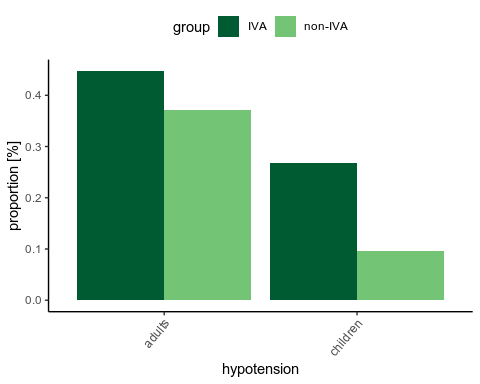 group IVA non-IVA
proportion [%]
0.4
0.3
0.2
0.1
0.0
adults
children
hypotension